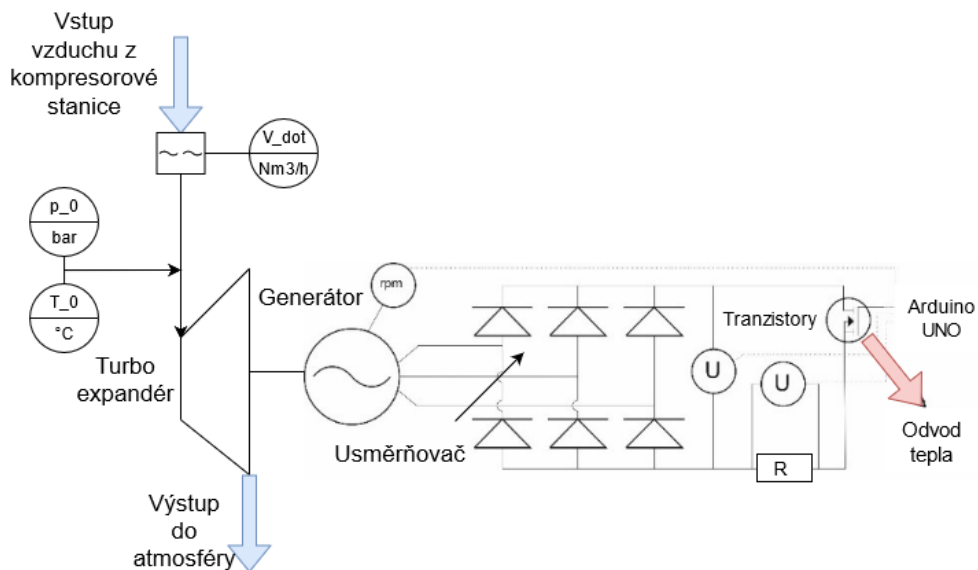 Vstup
vzduchu z
kompresorové
stanice
V_dot
Nm3/h
p_0
bar
T_0
°C
Turbo
expandér
Generátor
rpm
Usměrňovač
U
U
R
Tranzistory
Arduino
UNO
Odvod
tepla
Výstup
do
atmosféry